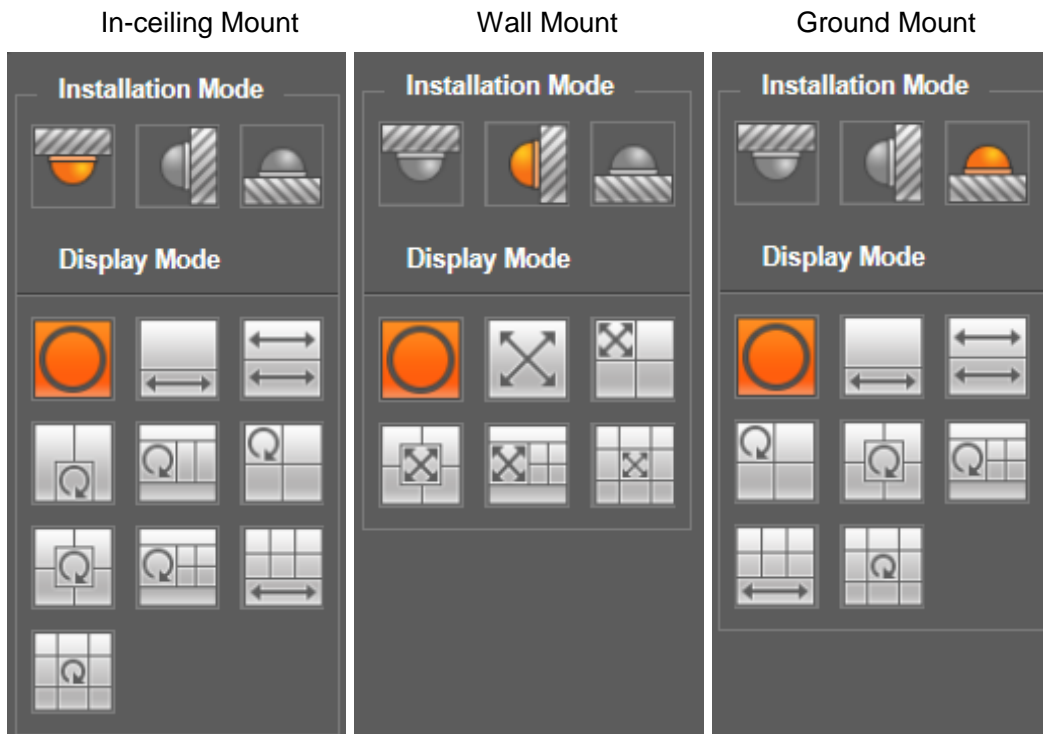 In-ceiling Mount
Wall Mount
Ground Mount
Installation Mode
Installation Mode
Installation Mode
Display Mode
Display Mode
Display Mode